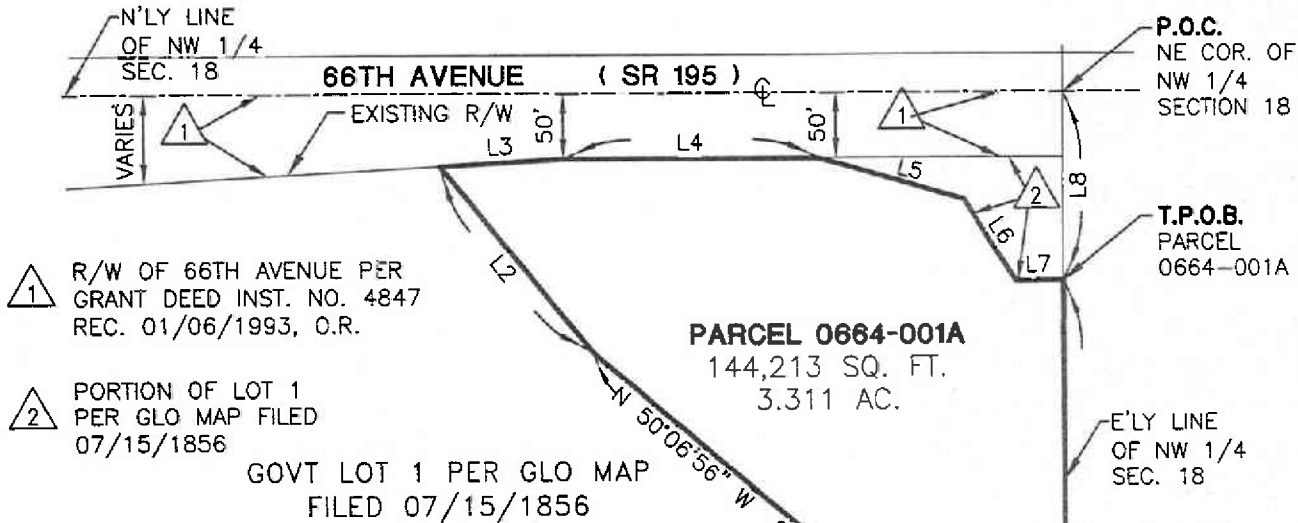 N'LY LINE
OF NW 1/4
SEC. 18
66TH AVENUE ( SR 195 ) ℄
P.O.C.
NE COR. OF
NW 1/4
SECTION 18
1
EXISTING R/W
1
VARIES
50'
50'
L3
L4
L5
L8
2
L6
L7
T.P.O.B.
PARCEL
0664-001A
L2
1 R/W OF 66TH AVENUE PER
GRANT DEED INST. NO. 4847
REC. 01/06/1993, O.R.
PARCEL 0664-001A
144,213 SQ. FT.
3.311 AC.
2 PORTION OF LOT 1
PER GLO MAP FILED
07/15/1856
N 50°06'56" W
E'LY LINE
OF NW 1/4
SEC. 18
GOVT LOT 1 PER GLO MAP
FILED 07/15/1856